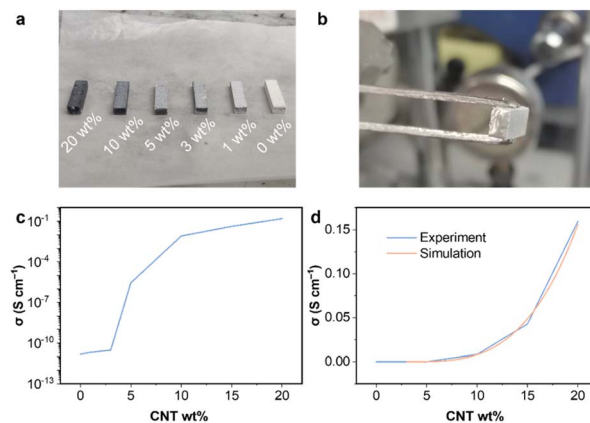 a
20 wt%
10 wt%
5 wt%
3 wt%
1 wt%
0 wt%
b
c
σ (S cm⁻¹)
10⁻¹
10⁻⁴
10⁻⁷
10⁻¹⁰
10⁻¹³
0
5
10
15
20
CNT wt%
d
σ (S cm⁻¹)
0.15
0.10
0.05
0.00
Experiment
Simulation
0
5
10
15
20
CNT wt%